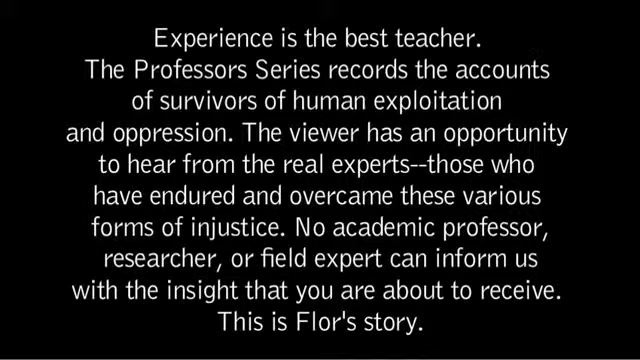 Experience is the best teacher.
The Professors Series records the accounts
of survivors of human exploitation
and oppression. The viewer has an opportunity
to hear from the real experts--those who
have endured and overcame these various
forms of injustice. No academic professor,
researcher, or field expert can inform us
with the insight that you are about to receive.
This is Flor's story.